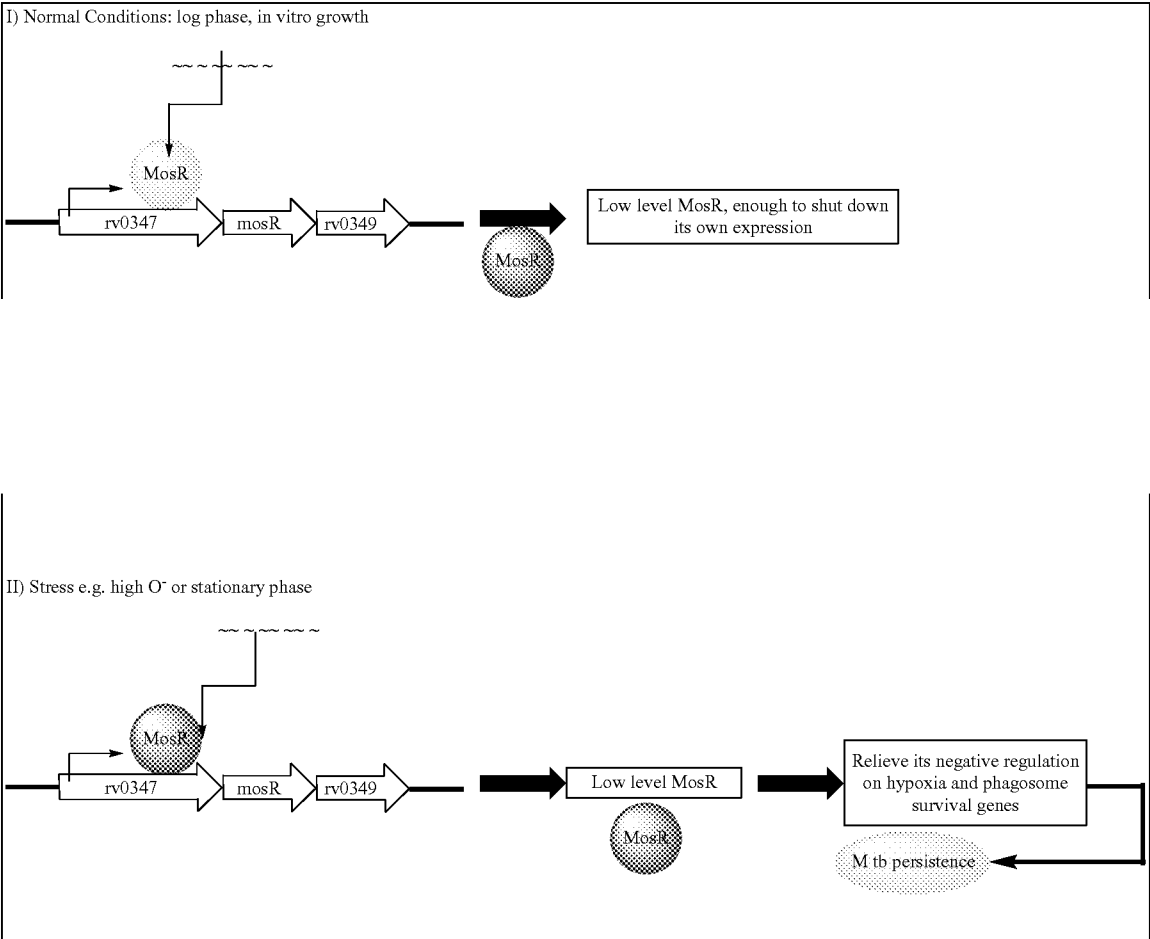 I) Normal Conditions: log phase, in vitro growth
~~ ~ ~~ ~~ ~
MosR
rv0347
mosR
rv0349
MosR
Low level MosR, enough to shut down
its own expression
II) Stress e.g. high O⁻ or stationary phase
~~ ~ ~~ ~~ ~
MosR
rv0347
mosR
rv0349
Low level MosR
MosR
Relieve its negative regulation
on hypoxia and phagosome
survival genes
M tb persistence